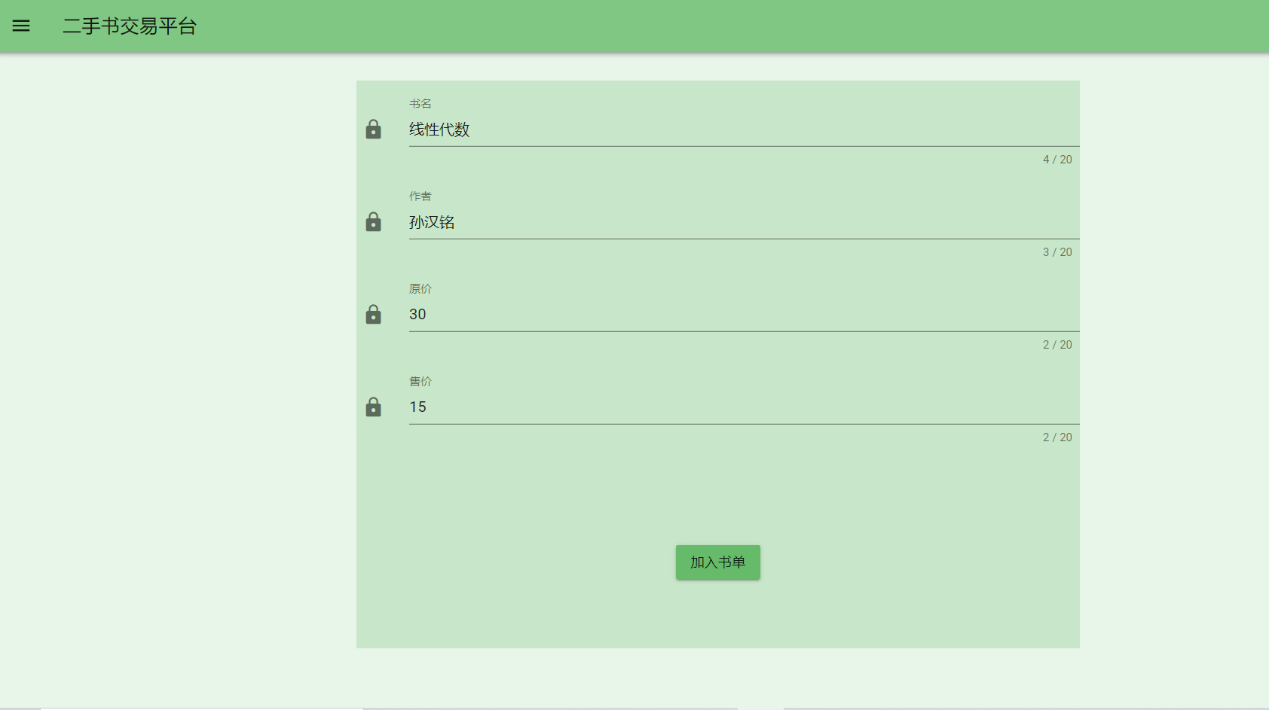 二手书交易平台
书名
线性代数
4 / 20
作者
孙汉铭
3 / 20
原价
30
2 / 20
售价
15
2 / 20
加入书单